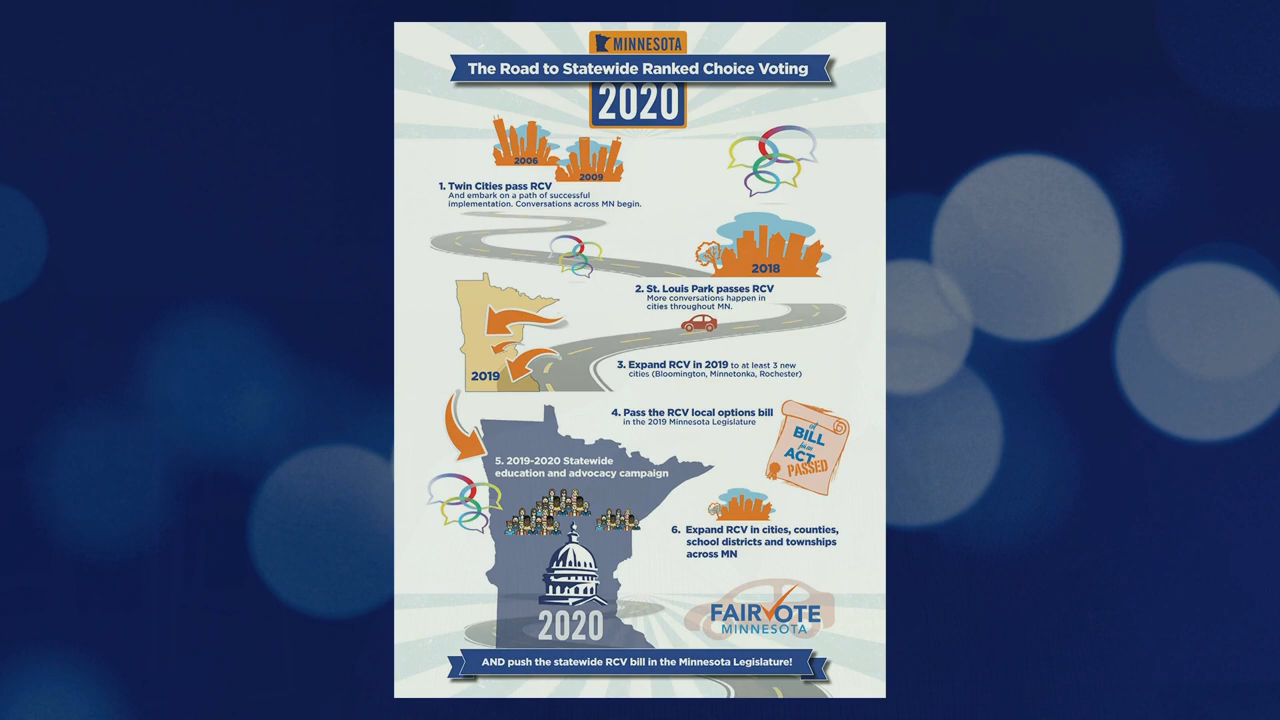 MINNESOTA
The Road to Statewide Ranked Choice Voting
2020
2006
2009
1. Twin Cities pass RCV
And embark on a path of successful
implementation. Conversations across MN begin.
2018
2. St. Louis Park passes RCV
More conversations happen in
cities throughout MN.
2019
3. Expand RCV in 2019 to at least 3 new
cities (Bloomington, Minnetonka, Rochester)
4. Pass the RCV local options bill
in the 2019 Minnesota Legislature
BILL
for an
ACT
PASSED
5. 2019-2020 Statewide
education and advocacy campaign
6. Expand RCV in cities, counties,
school districts and townships
across MN
2020
FAIRVOTE
MINNESOTA
AND push the statewide RCV bill in the Minnesota Legislature!